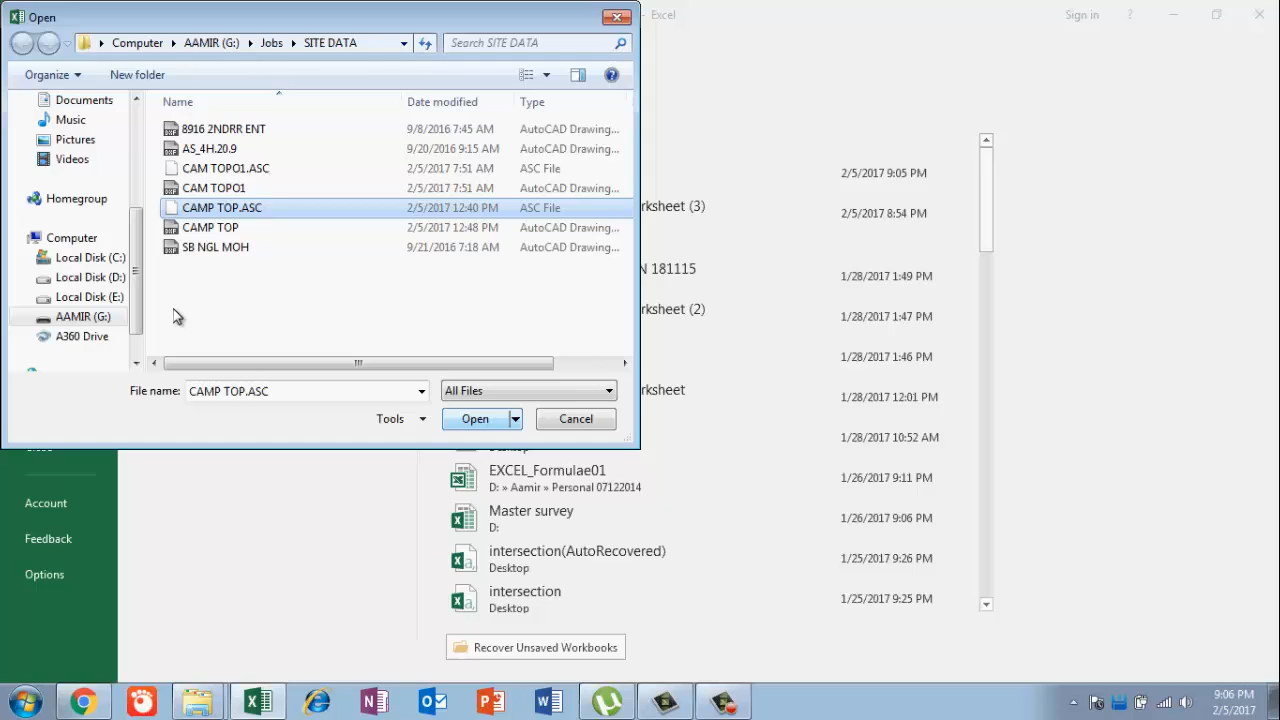 Open
- Excel
Sign in
?
Computer
AAMIR (G:)
Jobs
SITE DATA
Search SITE DATA
Organize
New folder
Name
Date modified
Type
Documents
Music
Pictures
Videos
Homegroup
Computer
Local Disk (C:)
Local Disk (D:)
Local Disk (E:)
AAMIR (G:)
A360 Drive
8916 2NDRR ENT 9/8/2016 7:45 AM AutoCAD Drawing...
AS_4H.20.9 9/20/2016 9:15 AM AutoCAD Drawing...
CAM TOPO1.ASC 2/5/2017 7:51 AM ASC File
CAM TOPO1 2/5/2017 7:51 AM AutoCAD Drawing...
CAMP TOP.ASC 2/5/2017 12:40 PM ASC File
CAMP TOP 2/5/2017 12:48 PM AutoCAD Drawing...
SB NGL MOH 9/21/2016 7:18 AM AutoCAD Drawing...
File name: CAMP TOP.ASC
All Files
Tools
Open
Cancel
2/5/2017 9:05 PM
rksheet (3)
2/5/2017 8:54 PM
N 181115
1/28/2017 1:49 PM
rksheet (2)
1/28/2017 1:47 PM
1/28/2017 1:46 PM
rksheet
1/28/2017 12:01 PM
1/28/2017 10:52 AM
EXCEL_Formulae01
D: » Aamir » Personal 07122014
1/26/2017 9:11 PM
Master survey
D:
1/26/2017 9:06 PM
intersection(AutoRecovered)
Desktop
1/25/2017 9:26 PM
intersection
Desktop
1/25/2017 9:25 PM
Recover Unsaved Workbooks
Account
Feedback
Options
9:06 PM
2/5/2017